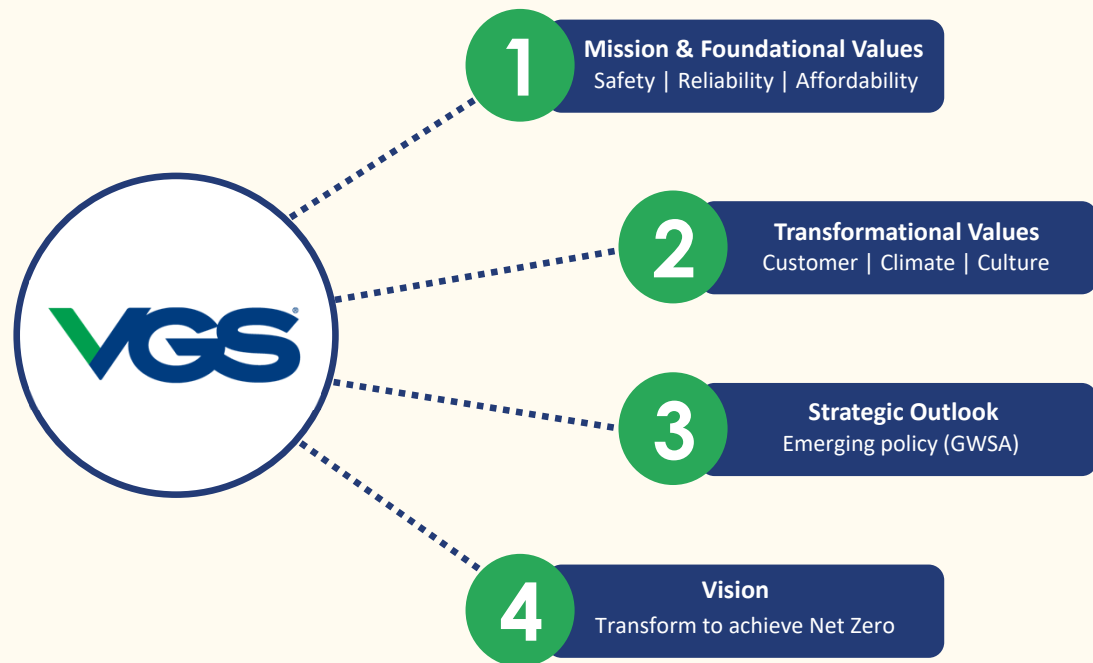 1
Mission & Foundational Values
Safety | Reliability | Affordability
2
Transformational Values
Customer | Climate | Culture
VGS®
3
Strategic Outlook
Emerging policy (GWSA)
4
Vision
Transform to achieve Net Zero